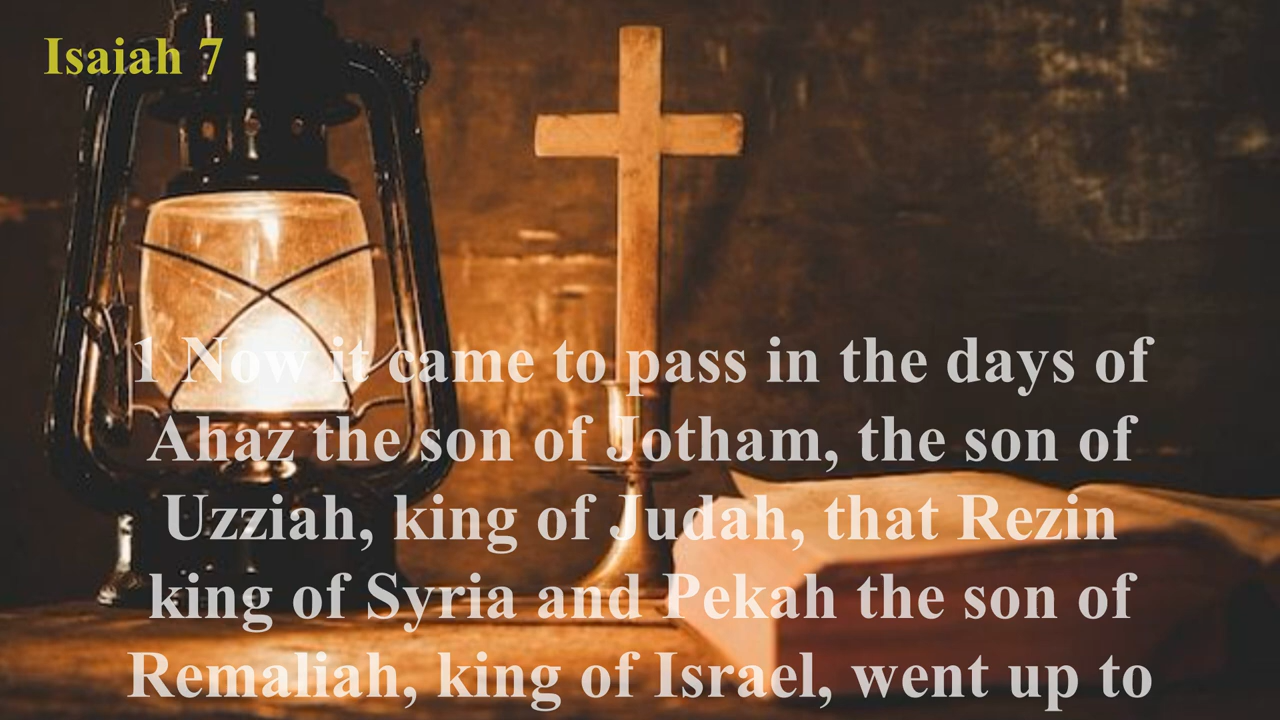 Isaiah 7
1 Now it came to pass in the days of
Ahaz the son of Jotham, the son of
Uzziah, king of Judah, that Rezin
king of Syria and Pekah the son of
Remaliah, king of Israel, went up to